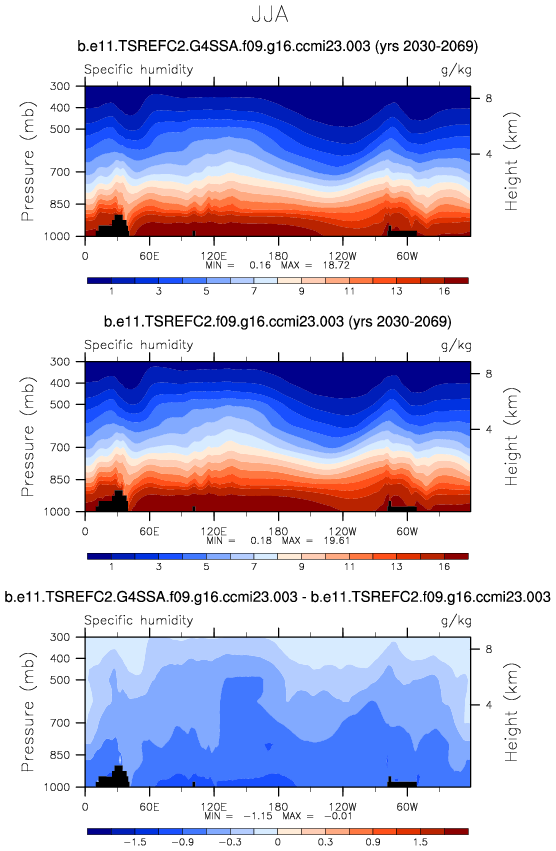 JJA
b.e11.TSREFC2.G4SSA.f09.g16.ccmi23.003 (yrs 2030-2069)
Specific humidity g/kg
300
400
500
700
850
1000
Pressure (mb)
8
4
Height (km)
0 60E 120E 180 120W 60W
MIN = 0.16 MAX = 18.72
1 3 5 7 9 11 13 16
b.e11.TSREFC2.f09.g16.ccmi23.003 (yrs 2030-2069)
Specific humidity g/kg
300
400
500
700
850
1000
Pressure (mb)
8
4
Height (km)
0 60E 120E 180 120W 60W
MIN = 0.18 MAX = 19.61
1 3 5 7 9 11 13 16
b.e11.TSREFC2.G4SSA.f09.g16.ccmi23.003 - b.e11.TSREFC2.f09.g16.ccmi23.003
Specific humidity g/kg
300
400
500
700
850
1000
Pressure (mb)
8
4
Height (km)
0 60E 120E 180 120W 60W
MIN = -1.15 MAX = -0.01
-1.5 -0.9 -0.3 0 0.3 0.9 1.5